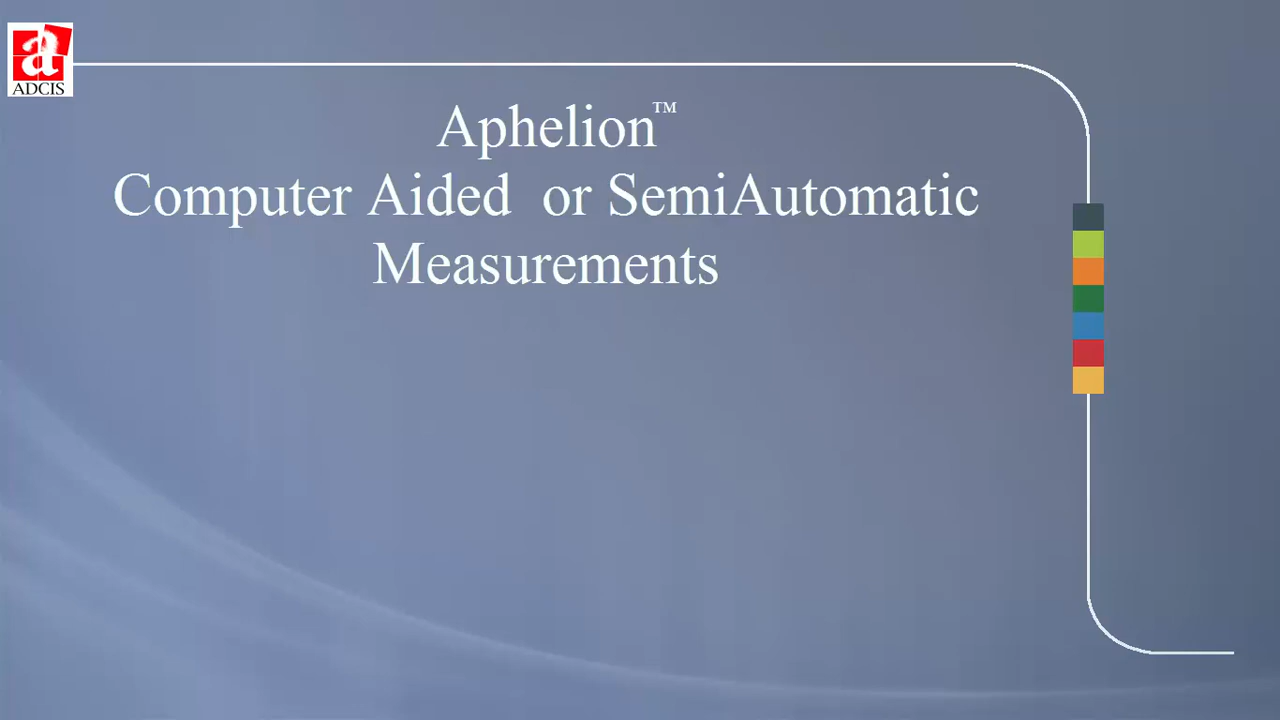 a
ADCIS
Aphelion™
Computer Aided  or SemiAutomatic
Measurements